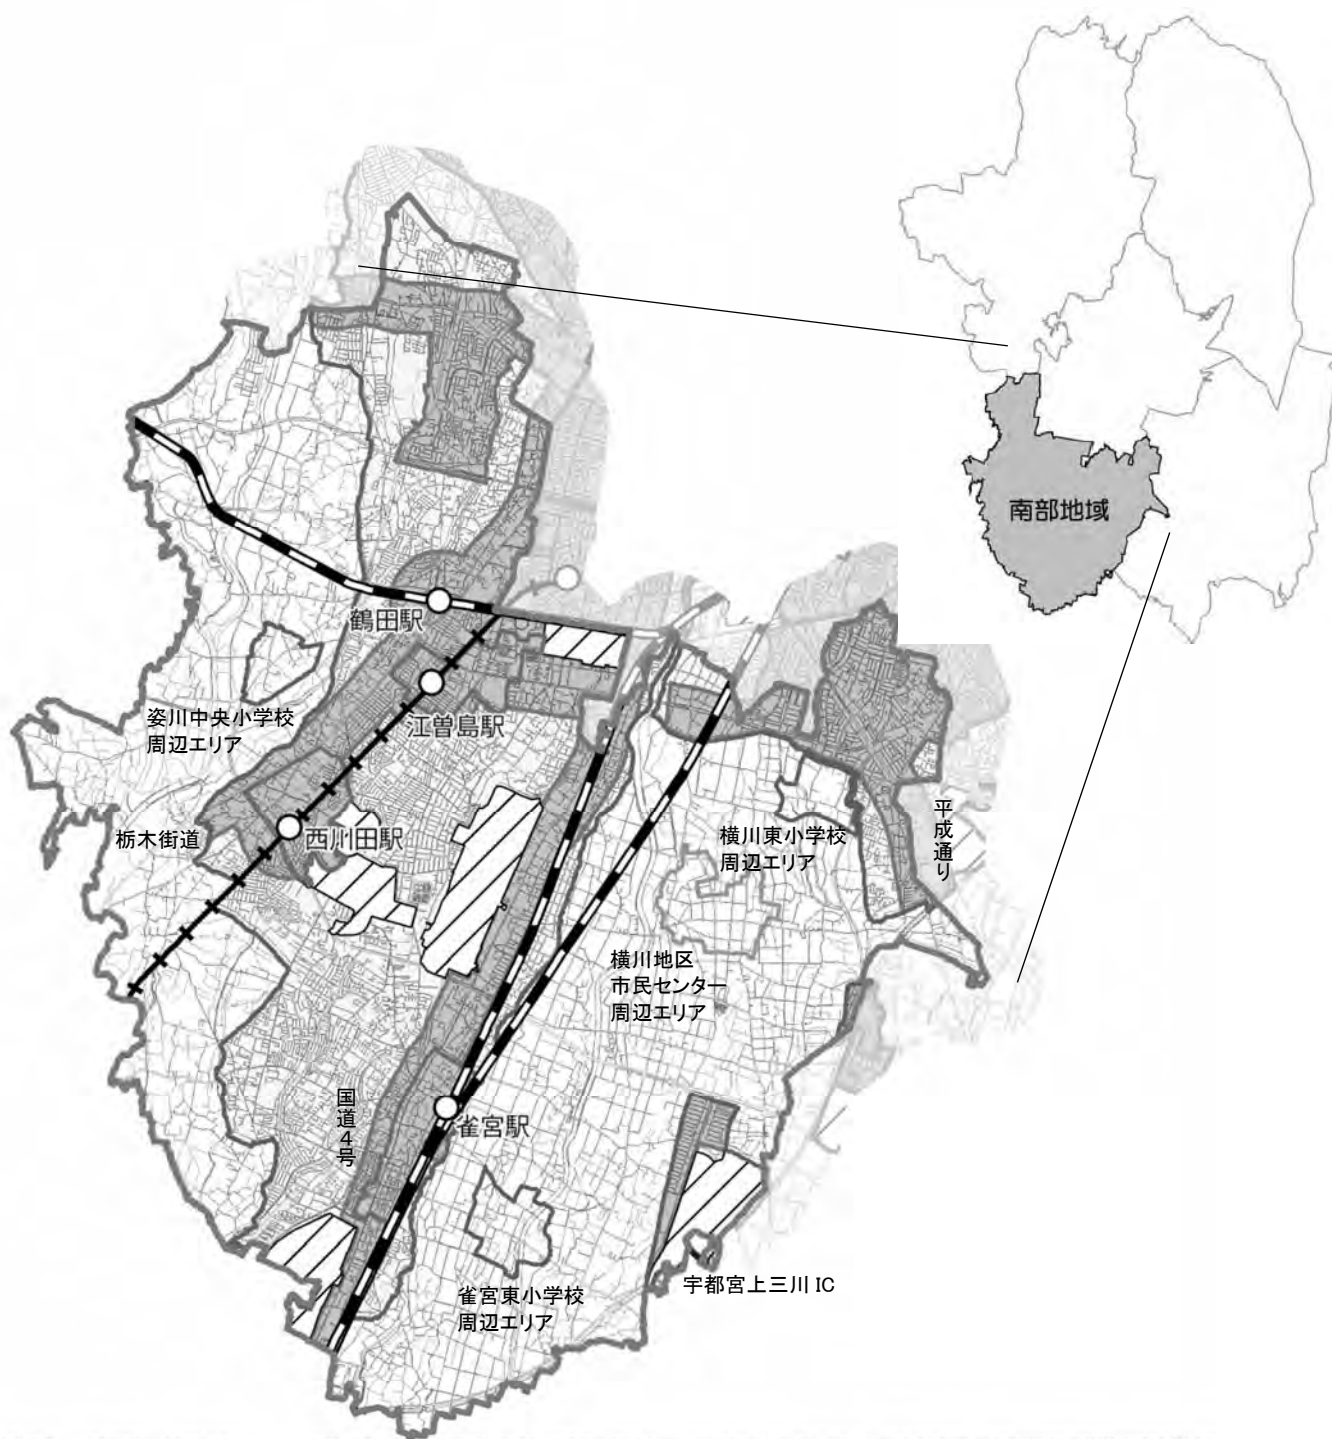 南部地域
鶴田駅
江曽島駅
姿川中央小学校
周辺エリア
栃木街道
西川田駅
横川東小学校
周辺エリア
平成通り
横川地区
市民センター
周辺エリア
国道4号
雀宮駅
雀宮東小学校
周辺エリア
宇都宮上三川 IC